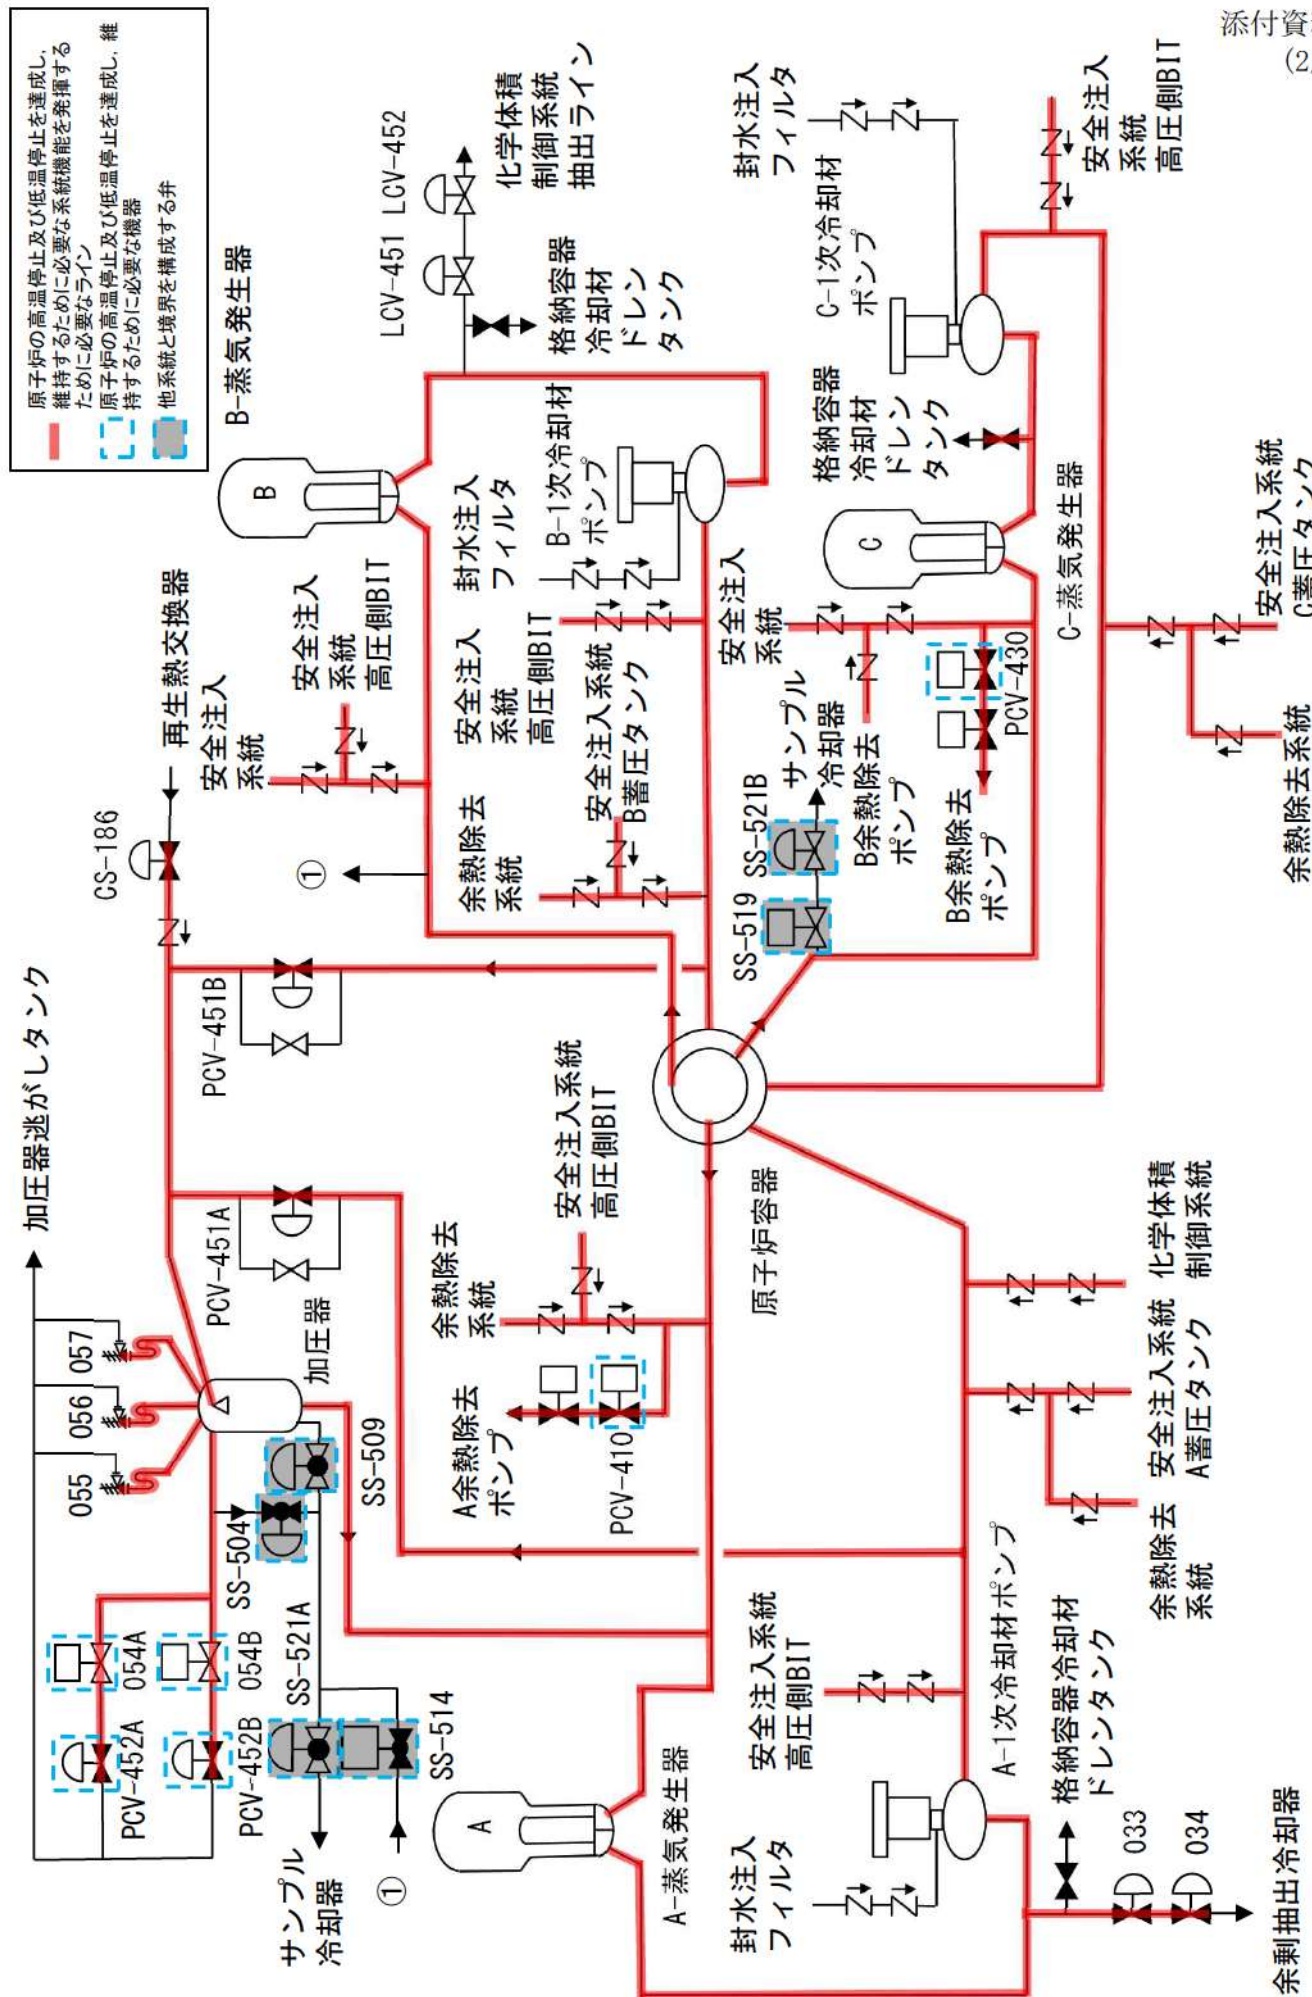 添付資
(2,
原子炉の高温停止及び低温停止を達成し、
維持するために必要な系統機能を発揮する
ために必要なライン
原子炉の高温停止及び低温停止を達成し、維
持するために必要な機器
他系統と境界を構成する弁
加圧器逃がしタンク
057
056
055
加圧器
CS-186
再生熱交換器
安全注入
系統
安全注入
系統
高圧側BIT
①
B-蒸気発生器
B
LCV-451
LCV-452
化学体積
制御系統
抽出ライン
格納容器
冷却材
ドレン
タンク
封水注入
フィルタ
B-1次冷却材
ポンプ
安全注入
系統
高圧側BIT
余熱除去
系統
安全注入系統
B蓄圧タンク
封水注入
フィルタ
C-1次冷却材
ポンプ
安全注入
系統
高圧側BIT
格納容器
冷却材
ドレン
タンク
C
C-蒸気発生器
安全注入
系統
B余熱除去
ポンプ
PCV-430
B余熱除去
ポンプ
サンプル
冷却器
SS-521B
SS-519
安全注入系統
C蓄圧タンク
余熱除去系統
PCV-451B
PCV-451A
安全注入系統
高圧側BIT
余熱除去
系統
A余熱除去
ポンプ
PCV-410
原子炉容器
SS-509
SS-504
SS-521A
SS-514
054A
054B
PCV-452A
PCV-452B
サンプル
冷却器
①
A
A-蒸気発生器
安全注入系統
高圧側BIT
封水注入
フィルタ
A-1次冷却材ポンプ
化学体積
制御系統
安全注入系統
A蓄圧タンク
余熱除去
系統
格納容器冷却材
ドレンタンク
033
034
余剰抽出冷却器